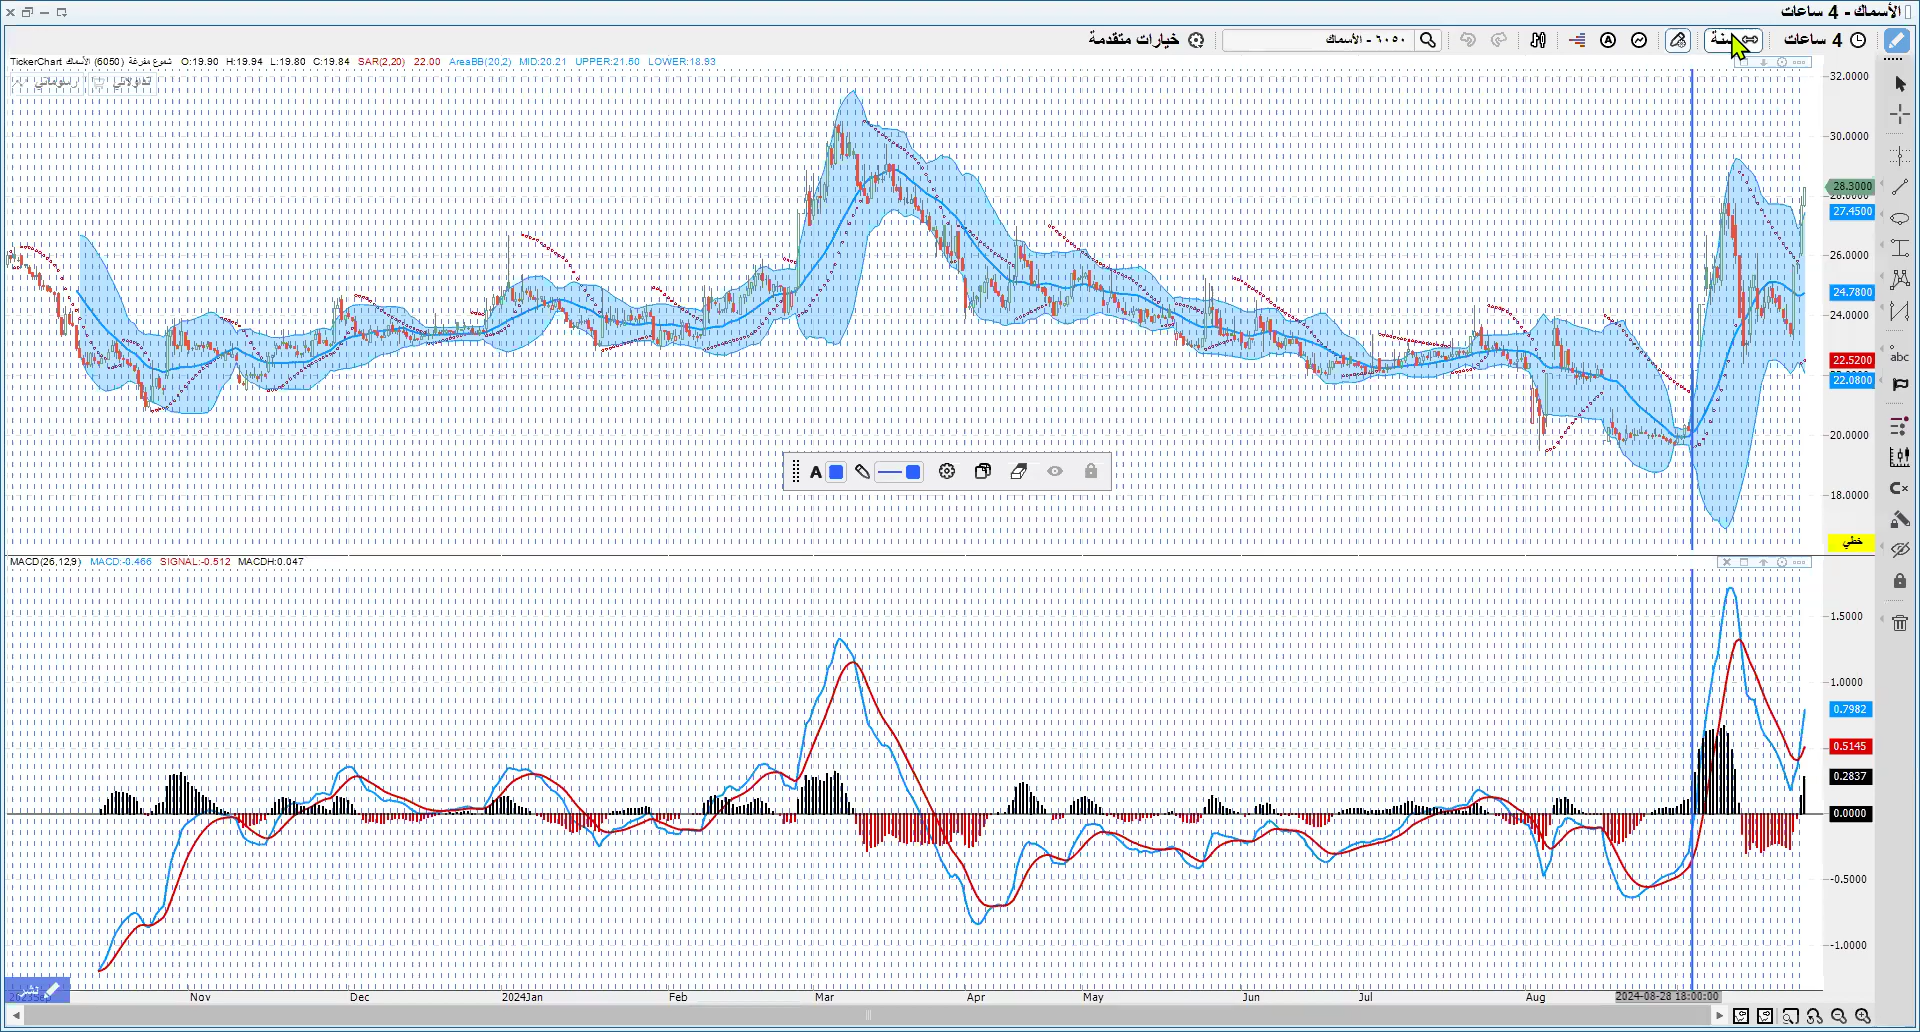 الأسماك - 4 ساعات
4 ساعات
٦٠٥٠ - الأسماك
خيارات متقدمة
TickerChart الأسماك (6050) شموع مفرغة O:19.90 H:19.94 L:19.80 C:19.84 SAR(2,20) 22.00 AreaBB(20,2) MID:20.21 UPPER:21.50 LOWER:18.93
رسوماتي تداولاتي
32.0000
30.0000
28.3000
27.4500
26.0000
24.7800
24.0000
22.5200
22.0800
20.0000
18.0000
خطي
A
abc
MACD(26,12,9) MACD:-0.466 SIGNAL:-0.512 MACDH:0.047
1.5000
1.0000
0.7982
0.5145
0.2837
0.0000
-0.5000
-1.0000
نشر
Nov Dec 2024Jan Feb Mar Apr May Jun Jul Aug 2024-08-28 18:00:00